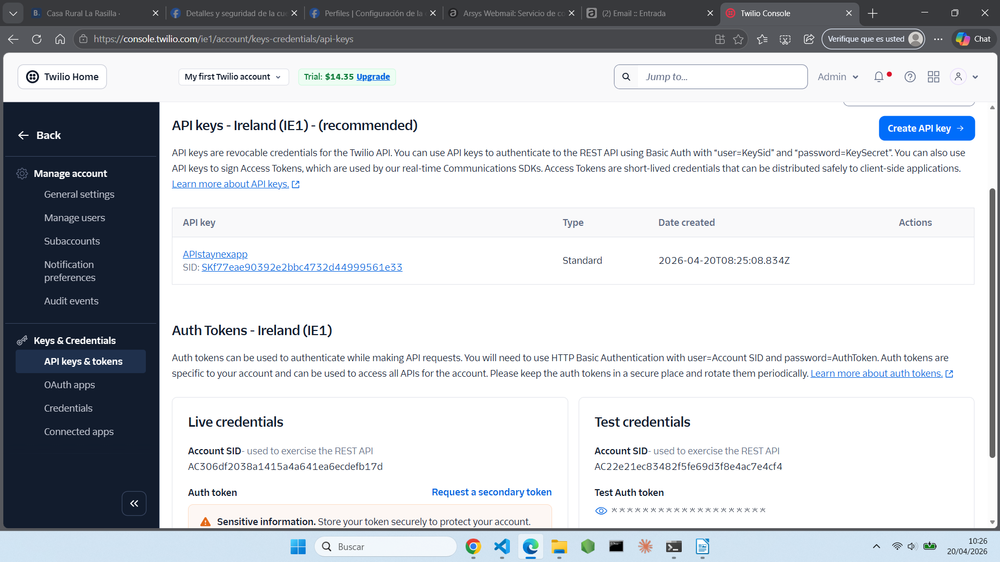 Casa Rural La Rasilla ·
Detalles y seguridad de la cue
Perfiles | Configuración de la c
Arsys Webmail: Servicio de co
(2) Email :: Entrada
Twilio Console
https://console.twilio.com/ie1/account/keys-credentials/api-keys
Verifique que es usted
Chat
Twilio Home
My first Twilio account
Trial: $14.35 Upgrade
Jump to...
Admin
Back
Manage account
General settings
Manage users
Subaccounts
Notification
preferences
Audit events
Keys & Credentials
API keys & tokens
OAuth apps
Credentials
Connected apps
API keys - Ireland (IE1) - (recommended)
Create API key
API keys are revocable credentials for the Twilio API. You can use API keys to authenticate to the REST API using Basic Auth with “user=KeySid” and “password=KeySecret”. You can also use
API keys to sign Access Tokens, which are used by our real-time Communications SDKs. Access Tokens are short-lived credentials that can be distributed safely to client-side applications.
Learn more about API keys.
API key Type Date created Actions
APIstaynexapp
SID: SKf77eae90392e2bbc4732d44999561e33
Standard
2026-04-20T08:25:08.834Z
Auth Tokens - Ireland (IE1)
Auth tokens can be used to authenticate while making API requests. You will need to use HTTP Basic Authentication with user=Account SID and password=AuthToken. Auth tokens are
specific to your account and can be used to access all APIs for the account. Please keep the auth tokens in a secure place and rotate them periodically. Learn more about auth tokens.
Live credentials
Account SID- used to exercise the REST API
AC306df2038a1415a4a641ea6ecdefb17d
Auth token
Request a secondary token
Sensitive information. Store your token securely to protect your account.
Test credentials
Account SID- used to exercise the REST API
AC22e21ec83482f5fe69d3f8e4ac7e4cf4
Test Auth token
********************
Buscar
10:26
20/04/2026